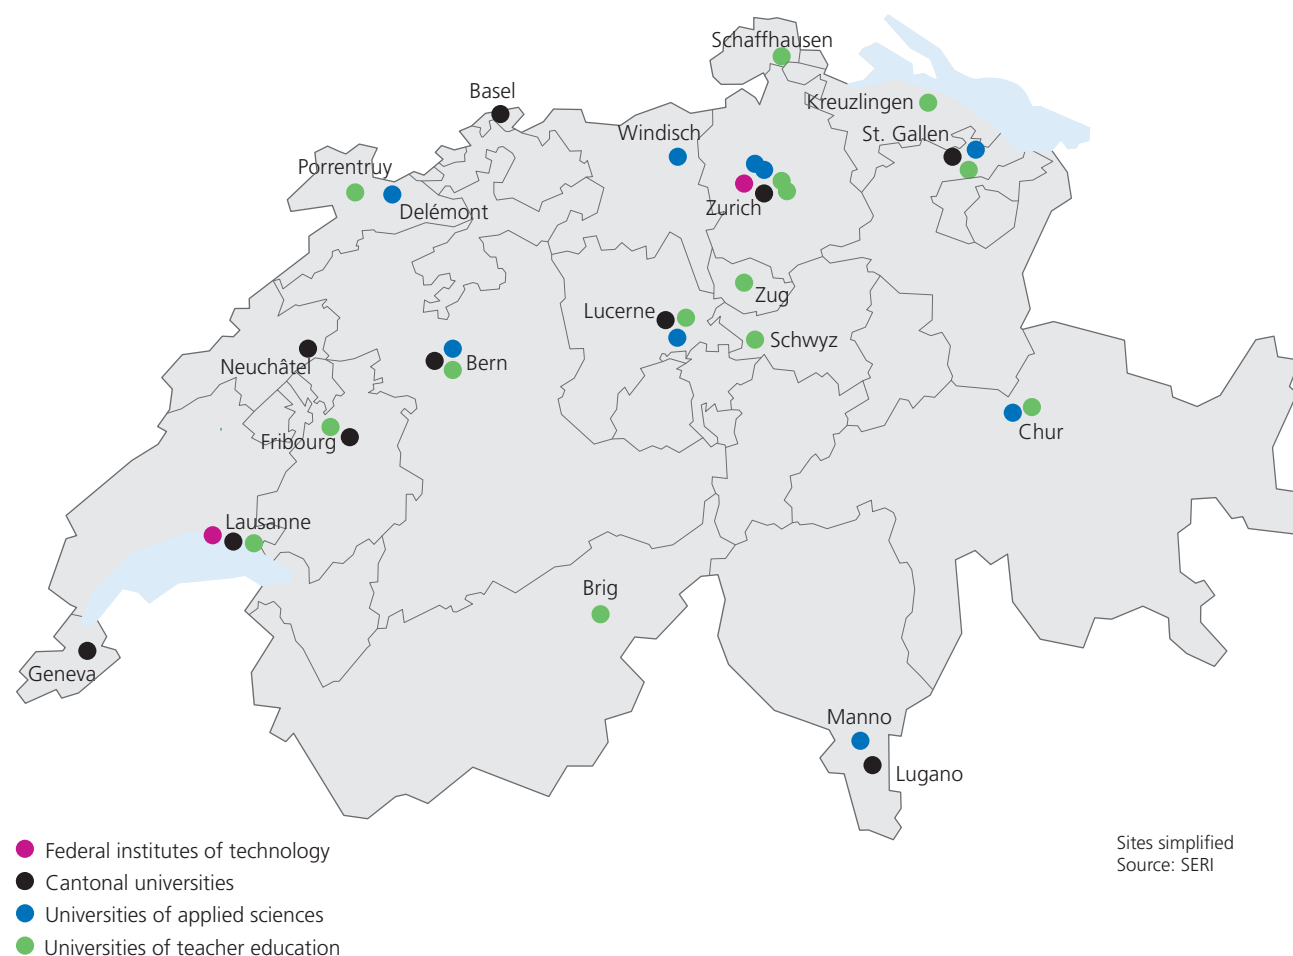 Schaffhausen
Basel
Kreuzlingen
Windisch
St. Gallen
Porrentruy
Delémont
Zurich
Zug
Lucerne
Schwyz
Neuchâtel
Bern
Chur
Fribourg
Lausanne
Brig
Geneva
Manno
Lugano
Federal institutes of technology
Cantonal universities
Universities of applied sciences
Universities of teacher education
Sites simplified
Source: SERI